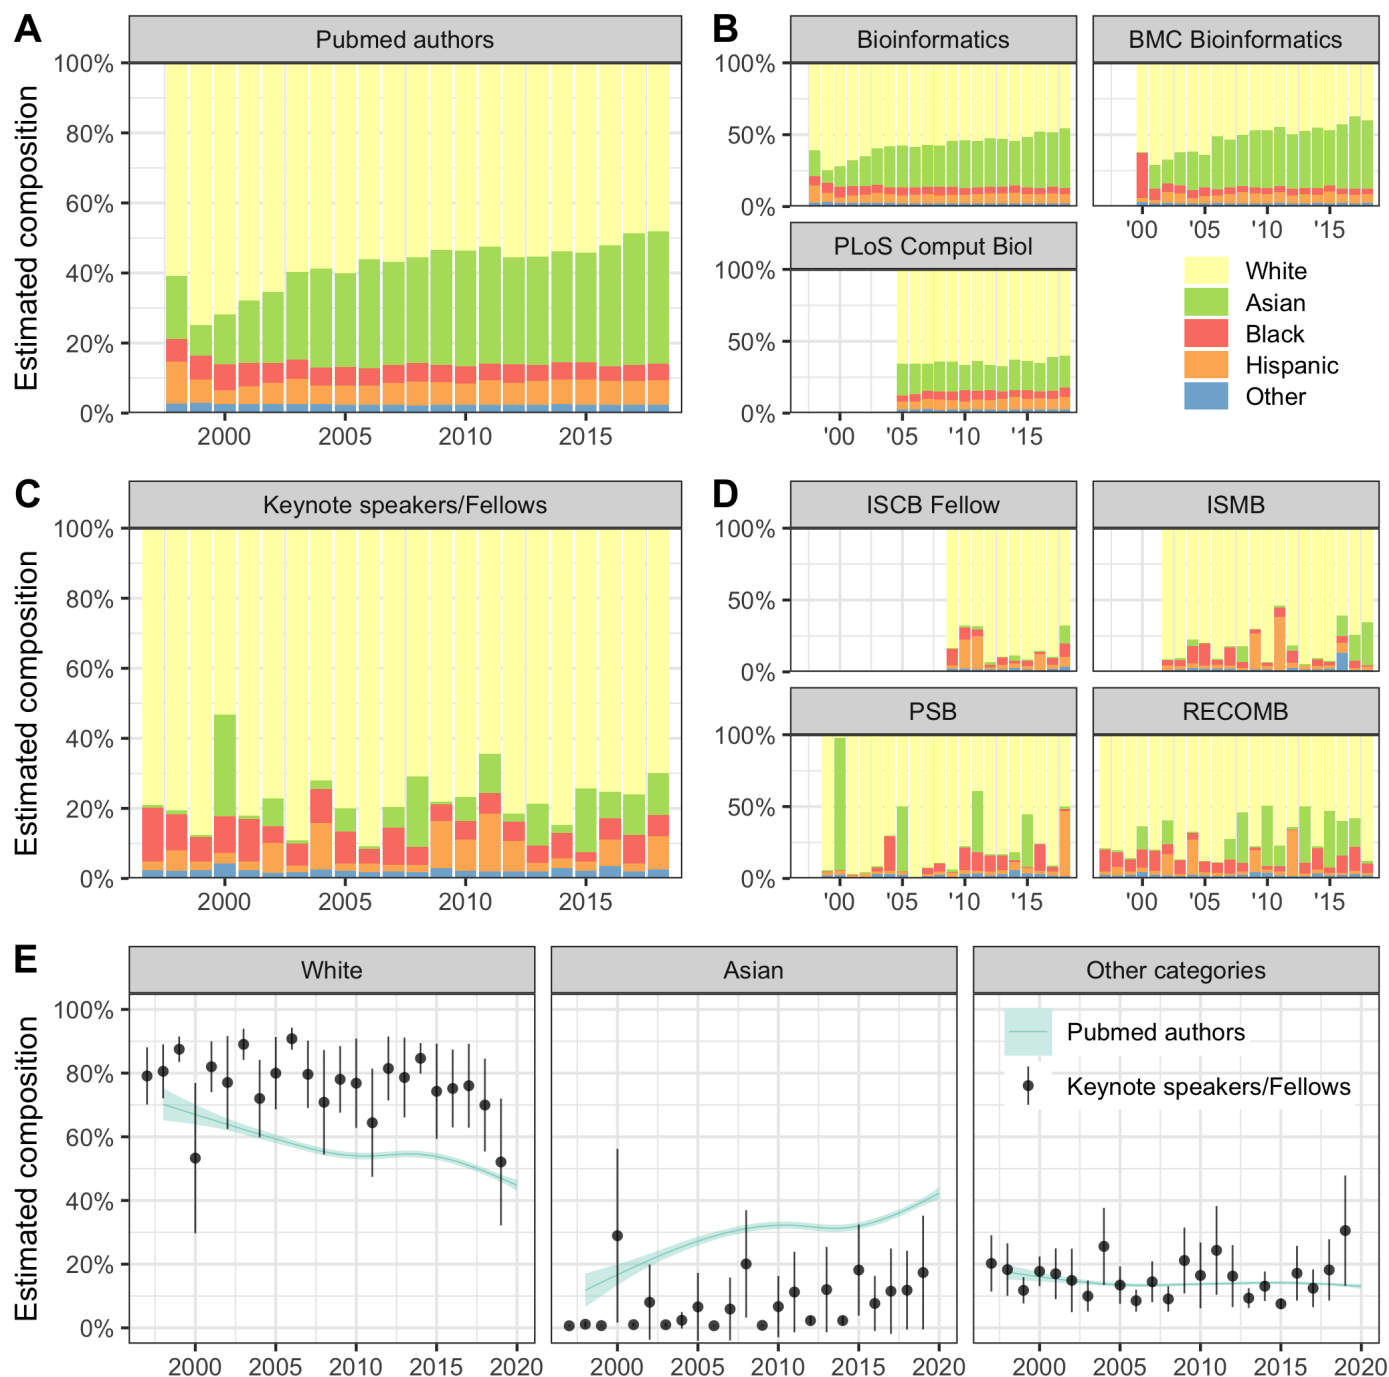 A
Pubmed authors
Estimated composition
100%
80%
60%
40%
20%
0%
2000 2005 2010 2015
B
Bioinformatics
BMC Bioinformatics
100%
50%
0%
'00 '05 '10 '15
PLoS Comput Biol
100%
50%
0%
'00 '05 '10 '15
White
Asian
Black
Hispanic
Other
C
Keynote speakers/Fellows
Estimated composition
100%
80%
60%
40%
20%
0%
2000 2005 2010 2015
D
ISCB Fellow
ISMB
100%
50%
0%
PSB
RECOMB
100%
50%
0%
'00 '05 '10 '15
'00 '05 '10 '15
E
White
Asian
Other categories
Estimated composition
100%
80%
60%
40%
20%
0%
Pubmed authors
Keynote speakers/Fellows
2000 2005 2010 2015 2020
2000 2005 2010 2015 2020
2000 2005 2010 2015 2020